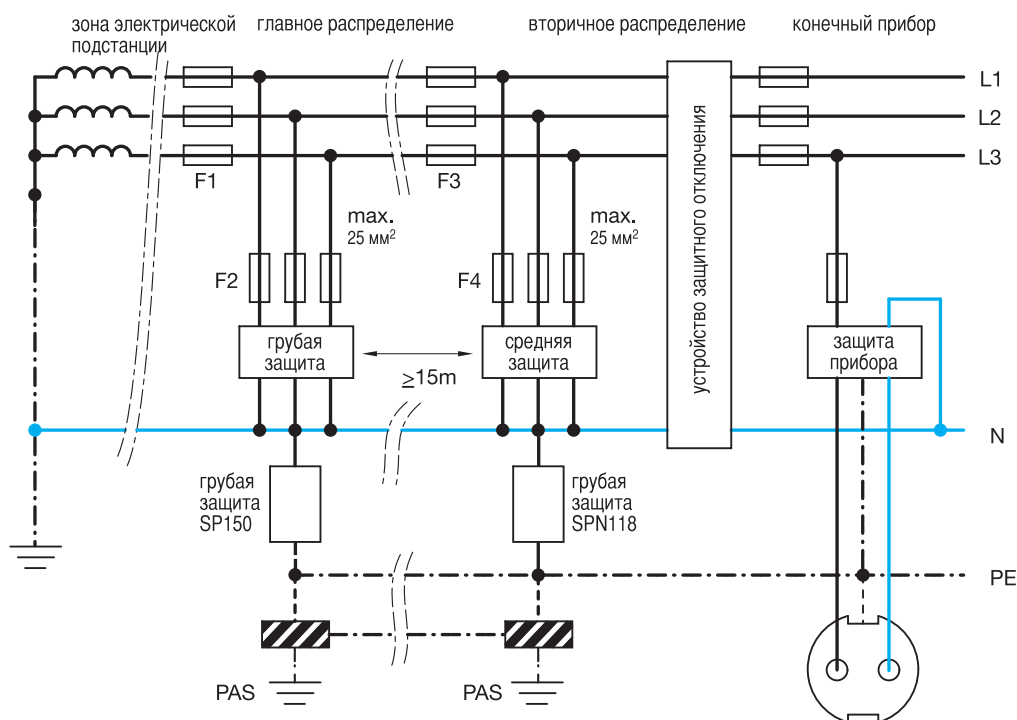 зона электрической
подстанции
главное распределение
вторичное распределение
конечный прибор
L1
L2
L3
F1
F3
max.
25 мм²
max.
25 мм²
F2
F4
устройство защитного отключения
грубая
защита
средняя
защита
защита
прибора
≥15m
N
грубая
защита
SP150
грубая
защита
SPN118
PE
PAS
PAS